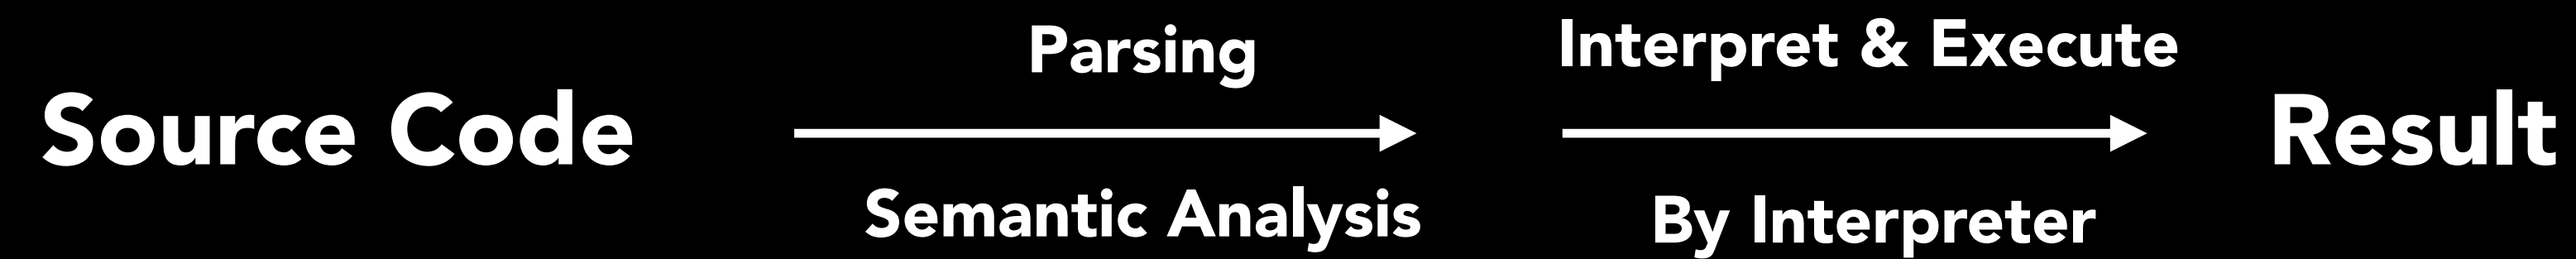 Source Code
Parsing
Semantic Analysis
Interpret & Execute
By Interpreter
Result